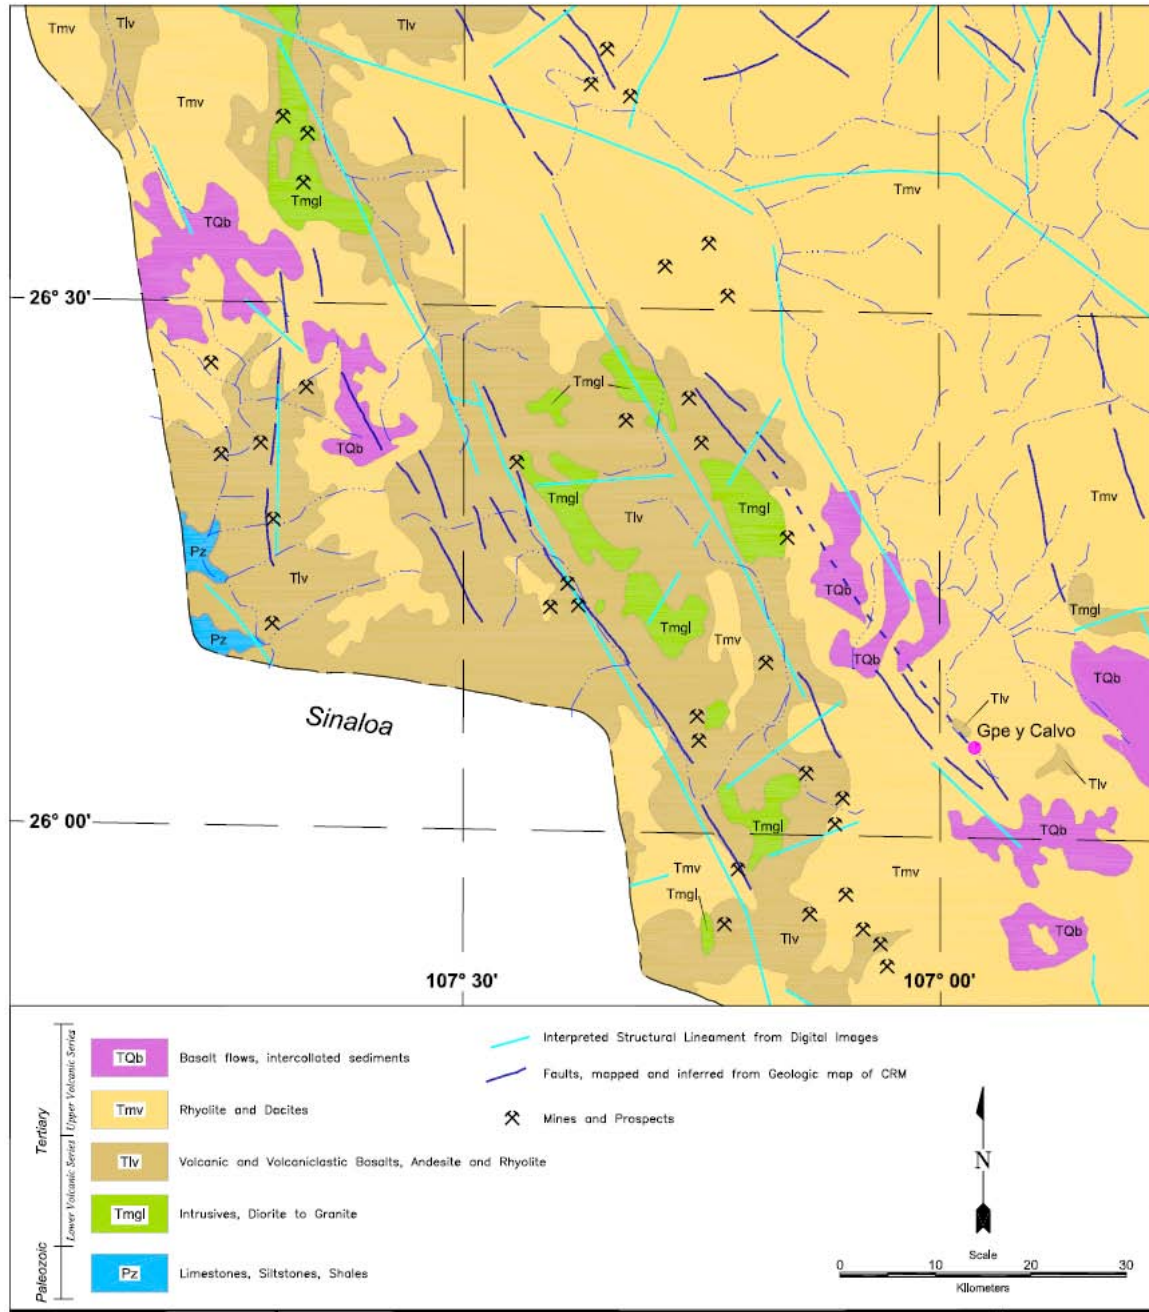 Tmv
Tlv
Tlv
Tmv
Tmgl
Tmv
TQb
26° 30'
Tmgl
TQb
Tmgl
Tlv
Tmgl
Tmv
Pz
Tlv
TQb
Tmgl
Pz
Tmgl
Tmv
TQb
TQb
Sinaloa
Tlv
Gpe y Calvo
Tlv
26° 00'
Tmgl
TQb
Tmv
Tmv
Tmgl
Tlv
TQb
107° 30'
107° 00'
Tertiary
Paleozoic
Upper Volcanic Series
Lower Volcanic Series
TQb Basalt flows, intercollated sediments
Tmv Rhyolite and Dacites
Tlv Volcanic and Volcaniclastic Basalts, Andesite and Rhyolite
Tmgl Intrusives, Diorite to Granite
Pz Limestones, Siltstones, Shales
Interpreted Structural Lineament from Digital Images
Faults, mapped and inferred from Geologic map of CRM
Mines and Prospects
N
Scale
0 10 20 30
Kilometers